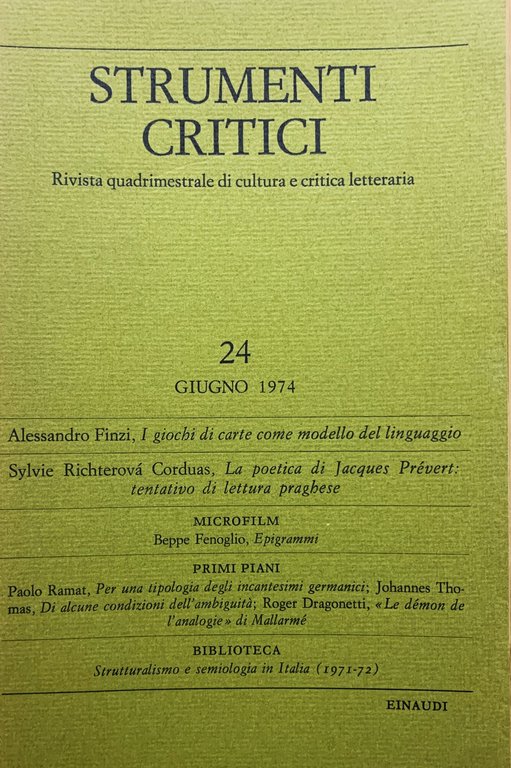 STRUMENTI
CRITICI
Rivista quadrimestrale di cultura e critica letteraria
24
GIUGNO 1974
Alessandro Finzi, I giochi di carte come modello del linguaggio
Sylvie Richterová Corduas, La poetica di Jacques Prévert:
tentativo di lettura praghese
MICROFILM
Beppe Fenoglio, Epigrammi
PRIMI PIANI
Paolo Ramat, Per una tipologia degli incantesimi germanici; Johannes Tho-
mas, Di alcune condizioni dell'ambiguità; Roger Dragonetti, «Le démon de
l'analogie» di Mallarmé
BIBLIOTECA
Strutturalismo e semiologia in Italia (1971-72)
EINAUDI